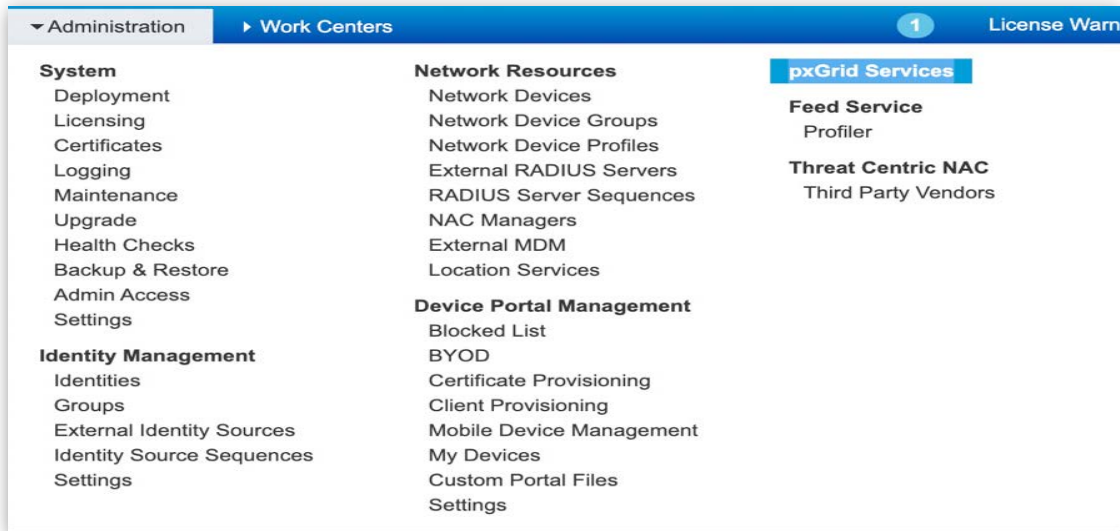 Administration
Work Centers
1
License Warn
System
Deployment
Licensing
Certificates
Logging
Maintenance
Upgrade
Health Checks
Backup & Restore
Admin Access
Settings
Identity Management
Identities
Groups
External Identity Sources
Identity Source Sequences
Settings
Network Resources
Network Devices
Network Device Groups
Network Device Profiles
External RADIUS Servers
RADIUS Server Sequences
NAC Managers
External MDM
Location Services
Device Portal Management
Blocked List
BYOD
Certificate Provisioning
Client Provisioning
Mobile Device Management
My Devices
Custom Portal Files
Settings
pxGrid Services
Feed Service
Profiler
Threat Centric NAC
Third Party Vendors